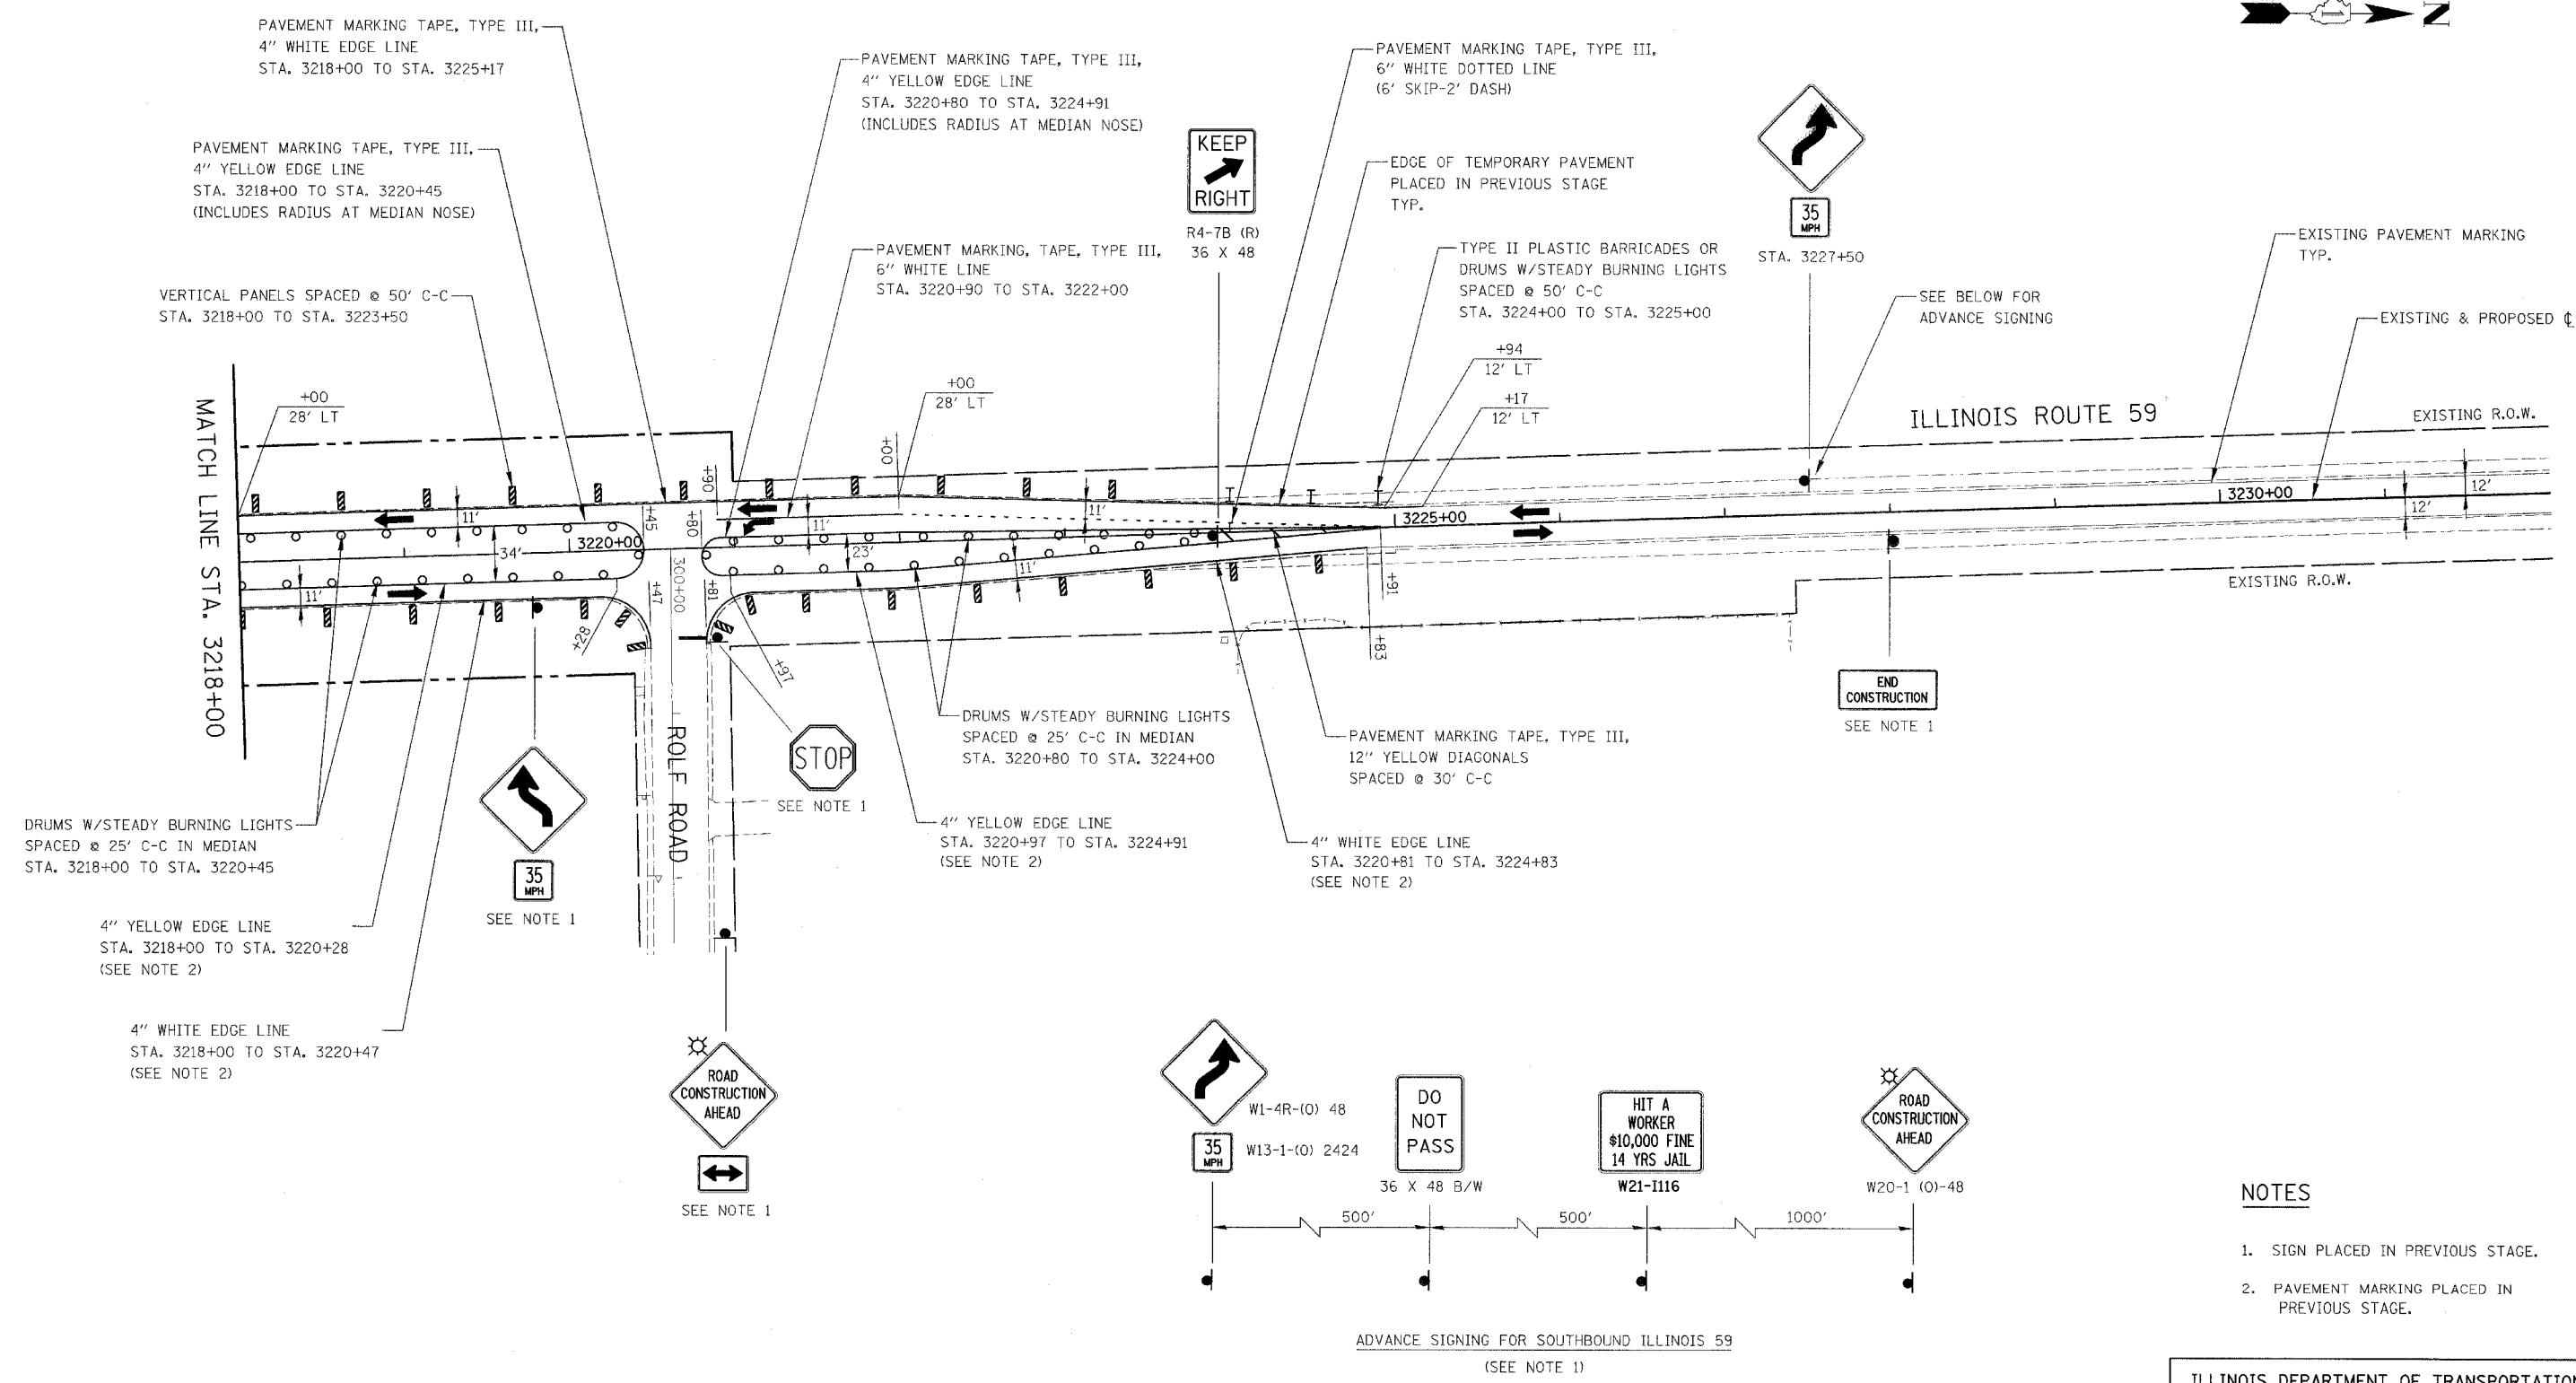 PAVEMENT MARKING TAPE, TYPE III,
4" WHITE EDGE LINE
STA. 3218+00 TO STA. 3225+17
PAVEMENT MARKING TAPE, TYPE III,
4" YELLOW EDGE LINE
STA. 3220+80 TO STA. 3224+91
(INCLUDES RADIUS AT MEDIAN NOSE)
PAVEMENT MARKING TAPE, TYPE III,
6" WHITE DOTTED LINE
(6' SKIP-2' DASH)
N
PAVEMENT MARKING TAPE, TYPE III,
4" YELLOW EDGE LINE
STA. 3218+00 TO STA. 3220+45
(INCLUDES RADIUS AT MEDIAN NOSE)
KEEP
RIGHT
R4-7B (R)
36 X 48
EDGE OF TEMPORARY PAVEMENT
PLACED IN PREVIOUS STAGE
TYP.
35
MPH
STA. 3227+50
VERTICAL PANELS SPACED @ 50' C-C
STA. 3218+00 TO STA. 3223+50
PAVEMENT MARKING, TAPE, TYPE III,
6" WHITE LINE
STA. 3220+90 TO STA. 3222+00
TYPE II PLASTIC BARRICADES OR
DRUMS W/STEADY BURNING LIGHTS
SPACED @ 50' C-C
STA. 3224+00 TO STA. 3225+00
SEE BELOW FOR
ADVANCE SIGNING
EXISTING PAVEMENT MARKING
TYP.
EXISTING & PROPOSED ℄
MATCH LINE STA. 3218+00
+00
28' LT
+00
28' LT
+94
12' LT
+17
12' LT
ILLINOIS ROUTE 59
EXISTING R.O.W.
+00
+90
+45
+80
11'
11'
11'
3220+00
34'
23'
11'
11'
3225+00
3230+00
12'
12'
300+00
+47
+81
+28
+97
+91
+83
EXISTING R.O.W.
ROLF ROAD
STOP
SEE NOTE 1
DRUMS W/STEADY BURNING LIGHTS
SPACED @ 25' C-C IN MEDIAN
STA. 3220+80 TO STA. 3224+00
PAVEMENT MARKING TAPE, TYPE III,
12" YELLOW DIAGONALS
SPACED @ 30' C-C
END
CONSTRUCTION
SEE NOTE 1
DRUMS W/STEADY BURNING LIGHTS
SPACED @ 25' C-C IN MEDIAN
STA. 3218+00 TO STA. 3220+45
35
MPH
SEE NOTE 1
4" YELLOW EDGE LINE
STA. 3220+97 TO STA. 3224+91
(SEE NOTE 2)
4" WHITE EDGE LINE
STA. 3220+81 TO STA. 3224+83
(SEE NOTE 2)
4" YELLOW EDGE LINE
STA. 3218+00 TO STA. 3220+28
(SEE NOTE 2)
4" WHITE EDGE LINE
STA. 3218+00 TO STA. 3220+47
(SEE NOTE 2)
ROAD
CONSTRUCTION
AHEAD
SEE NOTE 1
W1-4R-(O) 48
35
MPH
W13-1-(O) 2424
DO
NOT
PASS
36 X 48 B/W
HIT A
WORKER
$10,000 FINE
14 YRS JAIL
W21-I116
ROAD
CONSTRUCTION
AHEAD
W20-1 (O)-48
500'
500'
1000'
ADVANCE SIGNING FOR SOUTHBOUND ILLINOIS 59
(SEE NOTE 1)
NOTES
1. SIGN PLACED IN PREVIOUS STAGE.
2. PAVEMENT MARKING PLACED IN
PREVIOUS STAGE.
ILLINOIS DEPARTMENT OF TRANSPORTATION